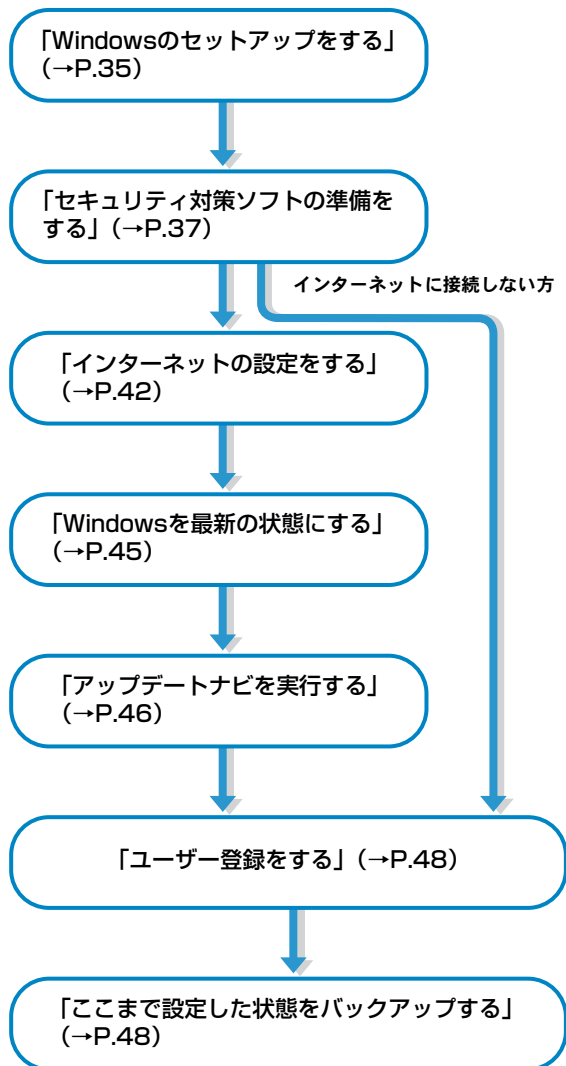 「Windowsのセットアップをする」
（→P.35）
「セキュリティ対策ソフトの準備を
する」（→P.37）
インターネットに接続しない方
「インターネットの設定をする」
（→P.42）
「Windowsを最新の状態にする」
（→P.45）
「アップデートナビを実行する」
（→P.46）
「ユーザー登録をする」（→P.48）
「ここまで設定した状態をバックアップする」
（→P.48）